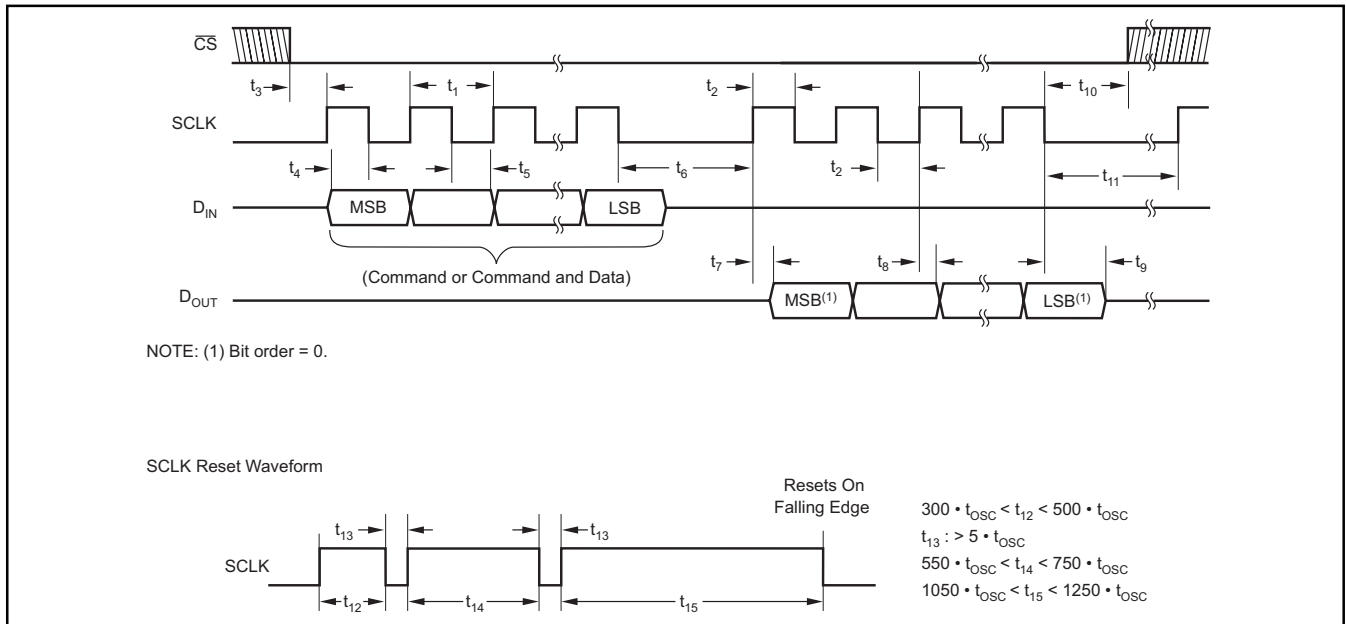 CS
t3 t1 t2 t10
SCLK
t4 t5 t6 t2 t11
DIN MSB LSB
(Command or Command and Data)
t7 t8 t9
DOUT MSB(1) LSB(1)
NOTE: (1) Bit order = 0.
SCLK Reset Waveform
Resets On
Falling Edge
t13 t13
SCLK
t12 t14 t15
300 • tOSC < t12 < 500 • tOSC
t13 : > 5 • tOSC
550 • tOSC < t14 < 750 • tOSC
1050 • tOSC < t15 < 1250 • tOSC